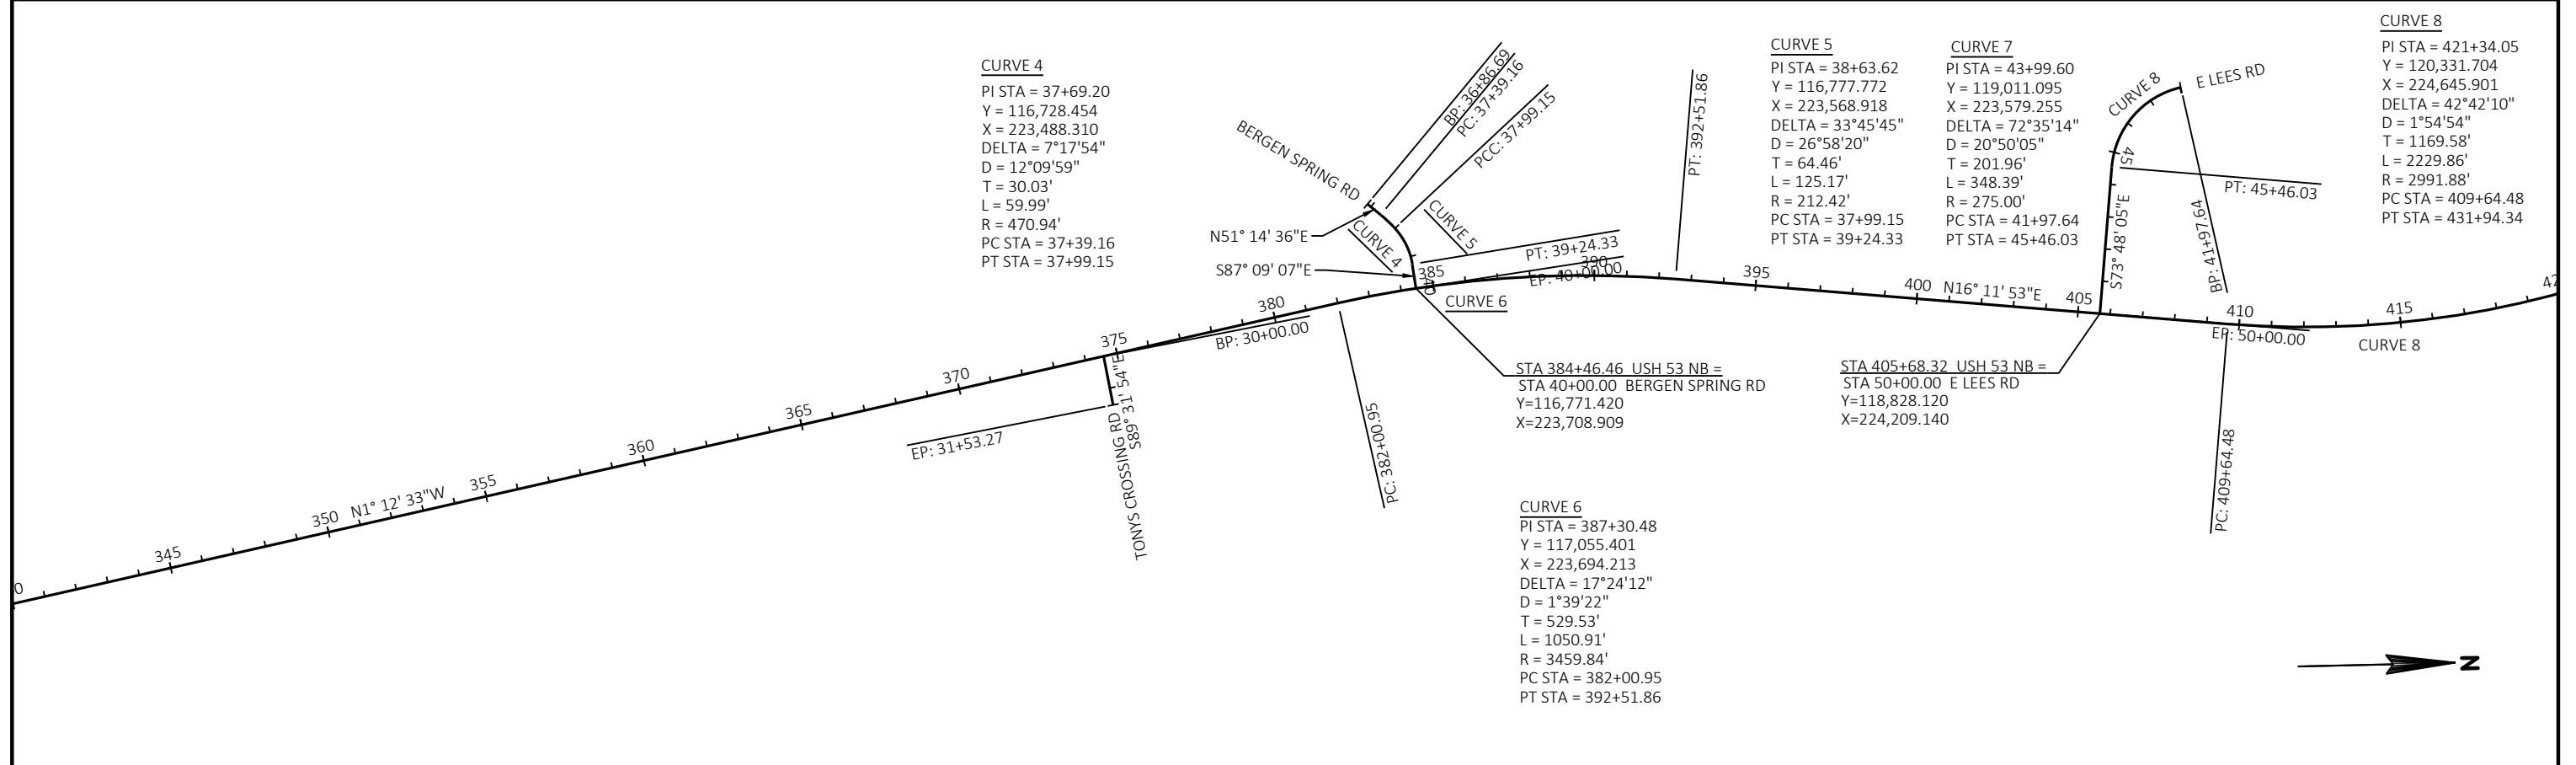 CURVE 4
PI STA = 37+69.20
Y = 116,728.454
X = 223,488.310
DELTA = 7°17'54"
D = 12°09'59"
T = 30.03'
L = 59.99'
R = 470.94'
PC STA = 37+39.16
PT STA = 37+99.15
BERGEN SPRING RD
BP: 36+86.69
PC: 37+39.16
PCC: 37+99.15
N51° 14' 36"E
S87° 09' 07"E
CURVE 4
CURVE 5
PT: 39+24.33
EP: 40+00.00
PT: 392+51.86
CURVE 5
PI STA = 38+63.62
Y = 116,777.772
X = 223,568.918
DELTA = 33°45'45"
D = 26°58'20"
T = 64.46'
L = 125.17'
R = 212.42'
PC STA = 37+99.15
PT STA = 39+24.33
CURVE 7
PI STA = 43+99.60
Y = 119,011.095
X = 223,579.255
DELTA = 72°35'14"
D = 20°50'05"
T = 201.96'
L = 348.39'
R = 275.00'
PC STA = 41+97.64
PT STA = 45+46.03
CURVE 8
E LEES RD
45
PT: 45+46.03
S73° 48' 05"E
BP: 41+97.64
CURVE 8
PI STA = 421+34.05
Y = 120,331.704
X = 224,645.901
DELTA = 42°42'10"
D = 1°54'54"
T = 1169.58'
L = 2229.86'
R = 2991.88'
PC STA = 409+64.48
PT STA = 431+94.34
0
345
350
N1° 12' 33"W
355
360
365
370
375
380
385
40
390
395
400
N16° 11' 53"E
405
410
415
42
CURVE 6
BP: 30+00.00
EP: 50+00.00
CURVE 8
EP: 31+53.27
S89° 31' 54"E
TONYS CROSSING RD
PC: 382+00.95
STA 384+46.46 USH 53 NB =
STA 40+00.00 BERGEN SPRING RD
Y=116,771.420
X=223,708.909
STA 405+68.32 USH 53 NB =
STA 50+00.00 E LEES RD
Y=118,828.120
X=224,209.140
PC: 409+64.48
CURVE 6
PI STA = 387+30.48
Y = 117,055.401
X = 223,694.213
DELTA = 17°24'12"
D = 1°39'22"
T = 529.53'
L = 1050.91'
R = 3459.84'
PC STA = 382+00.95
PT STA = 392+51.86
N